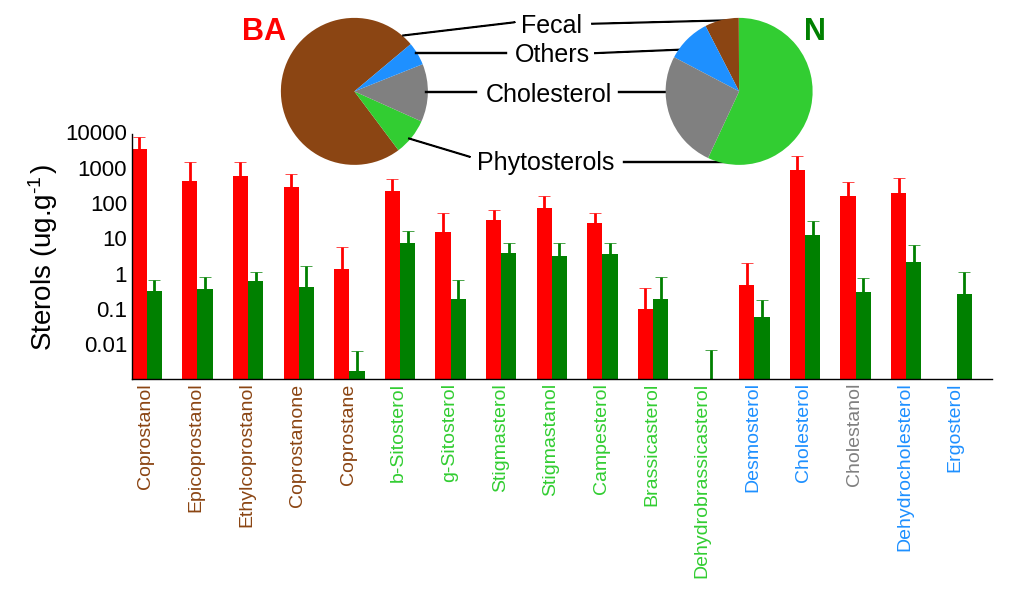 BA
Fecal
N
Others
Cholesterol
Phytosterols
10000
1000
100
10
1
0.1
0.01
Sterols (ug.g-1)
Coprostanol
Epicoprostanol
Ethylcoprostanol
Coprostanone
Coprostane
b-Sitosterol
g-Sitosterol
Stigmasterol
Stigmastanol
Campesterol
Brassicasterol
Dehydrobrassicasterol
Desmosterol
Cholesterol
Cholestanol
Dehydrocholesterol
Ergosterol